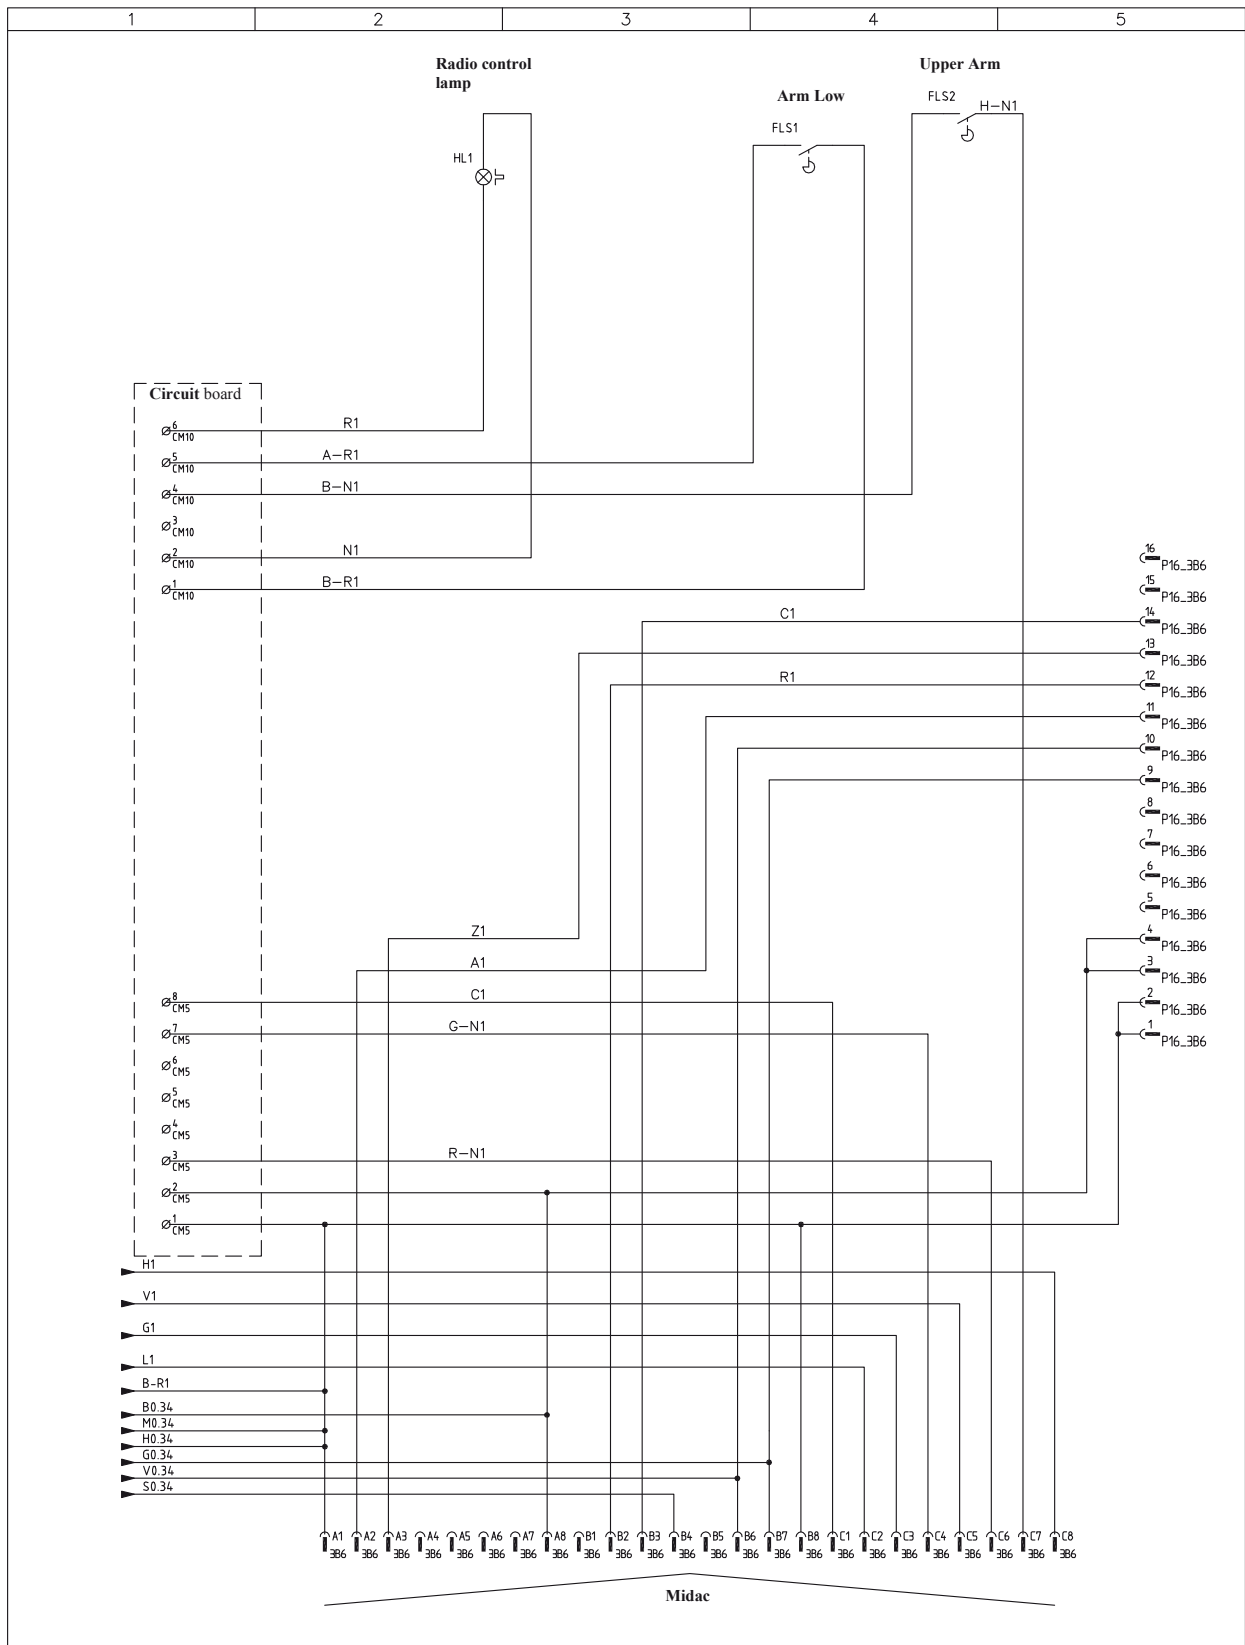 1 2 3 4 5
Radio control
lamp
Upper Arm
Arm Low
FLS2
H-N1
FLS1
HL1
Circuit board
6
CM10
R1
5
CM10
A-R1
4
CM10
B-N1
3
CM10
2
CM10
N1
1
CM10
B-R1
16
P16_3B6
15
P16_3B6
C1
14
P16_3B6
13
P16_3B6
R1
12
P16_3B6
11
P16_3B6
10
P16_3B6
9
P16_3B6
8
P16_3B6
7
P16_3B6
6
P16_3B6
5
P16_3B6
Z1
4
P16_3B6
A1
3
P16_3B6
8
CM5
C1
2
P16_3B6
7
CM5
G-N1
1
P16_3B6
6
CM5
5
CM5
4
CM5
3
CM5
R-N1
2
CM5
1
CM5
H1
V1
G1
L1
B-R1
B0.34
M0.34
H0.34
G0.34
V0.34
S0.34
A1 A2 A3 A4 A5 A6 A7 A8 B1 B2 B3 B4 B5 B6 B7 B8 C1 C2 C3 C4 C5 C6 C7 C8
3B6 3B6 3B6 3B6 3B6 3B6 3B6 3B6 3B6 3B6 3B6 3B6 3B6 3B6 3B6 3B6 3B6 3B6 3B6 3B6 3B6 3B6 3B6 3B6
Midac